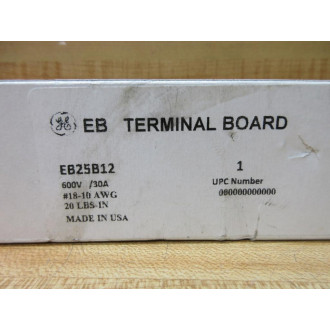 EB TERMINAL BOARD
EB25B12
600V /30A
#18-10 AWG
20 LBS-IN
MADE IN USA
1
UPC Number
000000000000